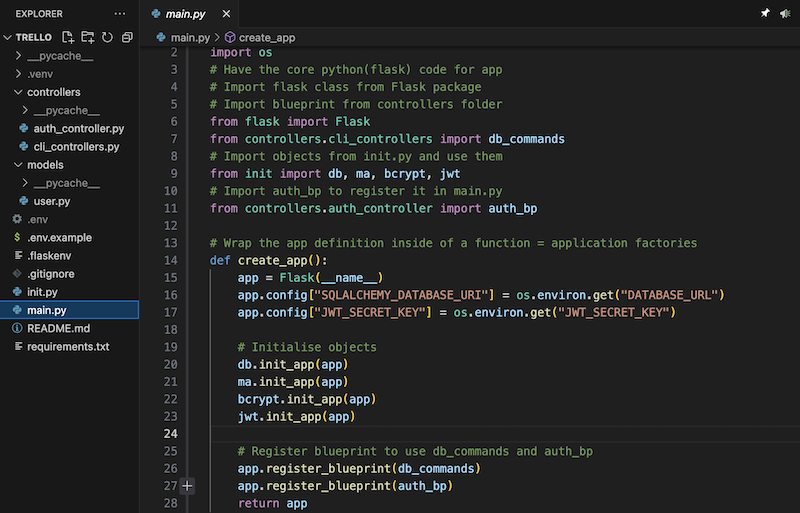 EXPLORER ···
TRELLO
__pycache__
.venv
controllers
__pycache__
auth_controller.py
cli_controllers.py
models
__pycache__
user.py
.env
$ .env.example
.flaskenv
.gitignore
init.py
main.py
README.md
requirements.txt
main.py ×
main.py > create_app
2 import os
3 # Have the core python(flask) code for app
4 # Import flask class from Flask package
5 # Import blueprint from controllers folder
6 from flask import Flask
7 from controllers.cli_controllers import db_commands
8 # Import objects from init.py and use them
9 from init import db, ma, bcrypt, jwt
10 # Import auth_bp to register it in main.py
11 from controllers.auth_controller import auth_bp
12
13 # Wrap the app definition inside of a function = application factories
14 def create_app():
15     app = Flask(__name__)
16     app.config["SQLALCHEMY_DATABASE_URI"] = os.environ.get("DATABASE_URL")
17     app.config["JWT_SECRET_KEY"] = os.environ.get("JWT_SECRET_KEY")
18
19     # Initialise objects
20     db.init_app(app)
21     ma.init_app(app)
22     bcrypt.init_app(app)
23     jwt.init_app(app)
24
25     # Register blueprint to use db_commands and auth_bp
26     app.register_blueprint(db_commands)
27     app.register_blueprint(auth_bp)
28     return app